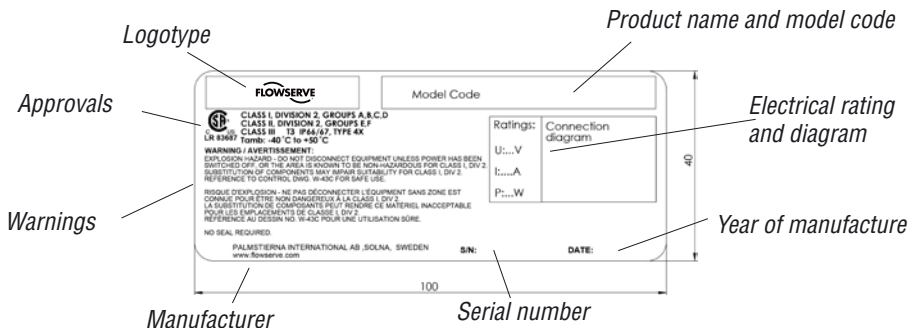 Logotype
Product name and model code
FLOWSERVE
Model Code
Approvals
CLASS I, DIVISION 2, GROUPS A,B,C,D
CLASS II, DIVISION 2, GROUPS E,F
CLASS III T3 IP66/67, TYPE 4X
Tamb: -40˚C to +50˚C
C US
LR 83687
Ratings:
Connection
diagram
U:...V
I:....A
P:...W
Electrical rating
and diagram
40
WARNING / AVERTISSEMENT:
EXPLOSION HAZARD - DO NOT DISCONNECT EQUIPMENT UNLESS POWER HAS BEEN
SWITCHED OFF, OR THE AREA IS KNOWN TO BE NON-HAZARDOUS FOR CLASS I, DIV 2.
SUBSTITUTION OF COMPONENTS MAY IMPAIR SUITABILITY FOR CLASS I, DIV 2.
REFERENCE TO CONTROL DWG. W-43C FOR SAFE USE.
RISQUE D'EXPLOSION - NE PAS DÉCONNECTER L'ÉQUIPMENT SANS ZONE EST
CONNUE POUR ÊTRE NON DANGEREUX À LA CLASS I, DIV 2.
LA SUBSTITUTION DE COMPOSANTS PEUT RENDRE CE MATERIEL INACCEPTABLE
POUR LES EMPLACEMENTS DE CLASSE I, DIV 2.
RÉFÉRENCE AU DESSIN NO. W-43C POUR UNE UTILISATION SÛRE.
Warnings
NO SEAL REQUIRED.
Year of manufacture
PALMSTIERNA INTERNATIONAL AB ,SOLNA, SWEDEN
www.flowserve.com
S/N:
DATE:
100
Manufacturer
Serial number